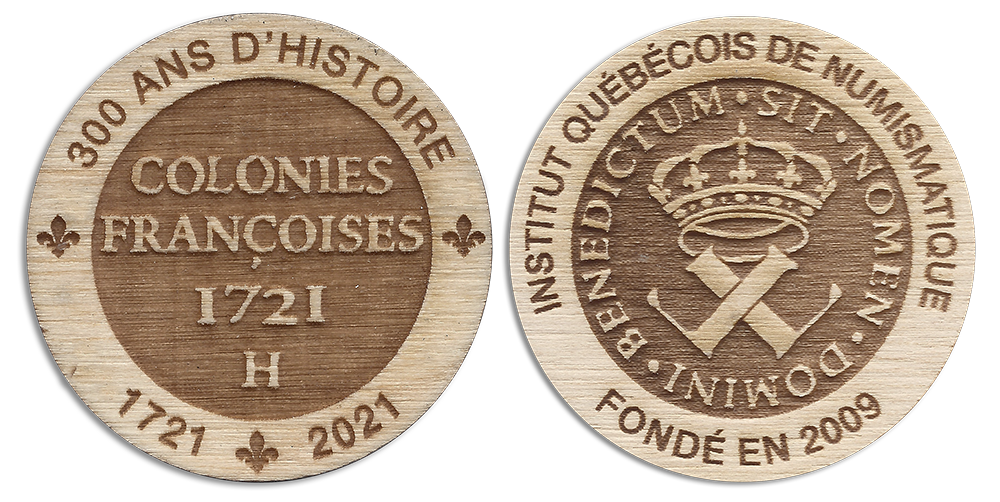 300 ANS D'HISTOIRE
COLONIES
FRANÇOISES
1721
H
1721 2021
INSTITUT QUÉBÉCOIS DE NUMISMATIQUE
BENEDICTUM · SIT · NOMEN · DOMINI ·
FONDÉ EN 2009